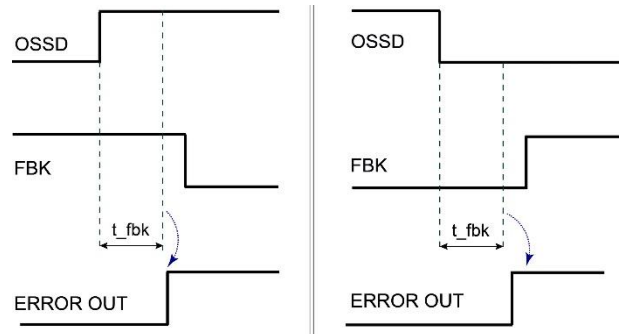 OSSD
FBK
t_fbk
ERROR OUT
OSSD
FBK
t_fbk
ERROR OUT